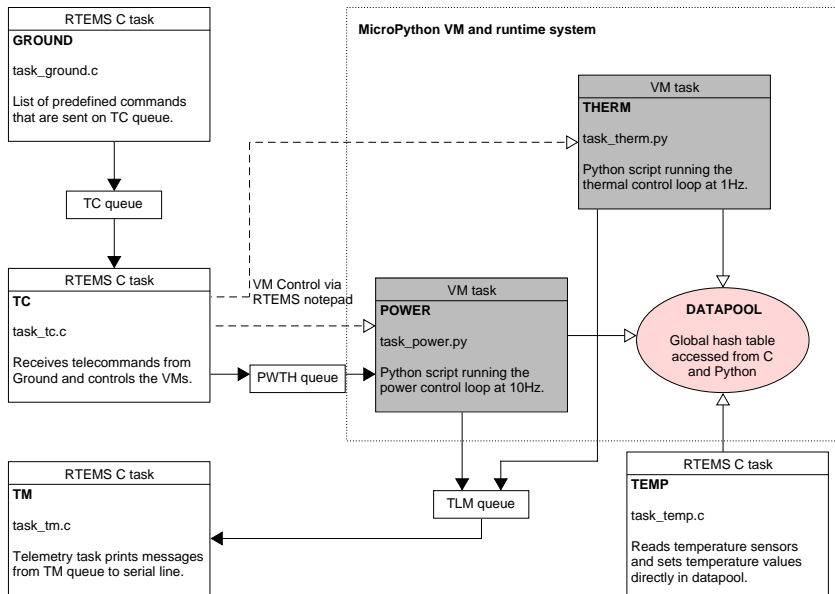 RTEMS C task
GROUND
task_ground.c
List of predefined commands
that are sent on TC queue.
TC queue
RTEMS C task
TC
task_tc.c
Receives telecommands from
Ground and controls the VMs.
VM Control via
RTEMS notepad
PWTH queue
MicroPython VM and runtime system
VM task
THERM
task_therm.py
Python script running the
thermal control loop at 1Hz.
VM task
POWER
task_power.py
Python script running the
power control loop at 10Hz.
DATAPOOL
Global hash table
accessed from C
and Python
TLM queue
RTEMS C task
TM
task_tm.c
Telemetry task prints messages
from TM queue to serial line.
RTEMS C task
TEMP
task_temp.c
Reads temperature sensors
and sets temperature values
directly in datapool.